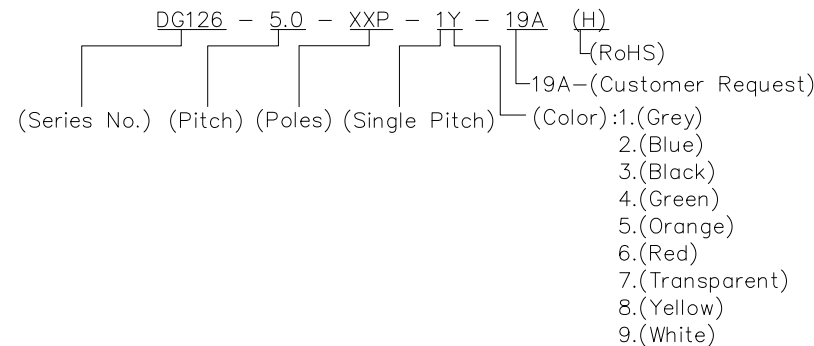 DG126 - 5.0 - XXP - 1Y - 19A (H)
(RoHS)
19A-(Customer Request)
(Series No.) (Pitch) (Poles) (Single Pitch) (Color):1.(Grey)
2.(Blue)
3.(Black)
4.(Green)
5.(Orange)
6.(Red)
7.(Transparent)
8.(Yellow)
9.(White)